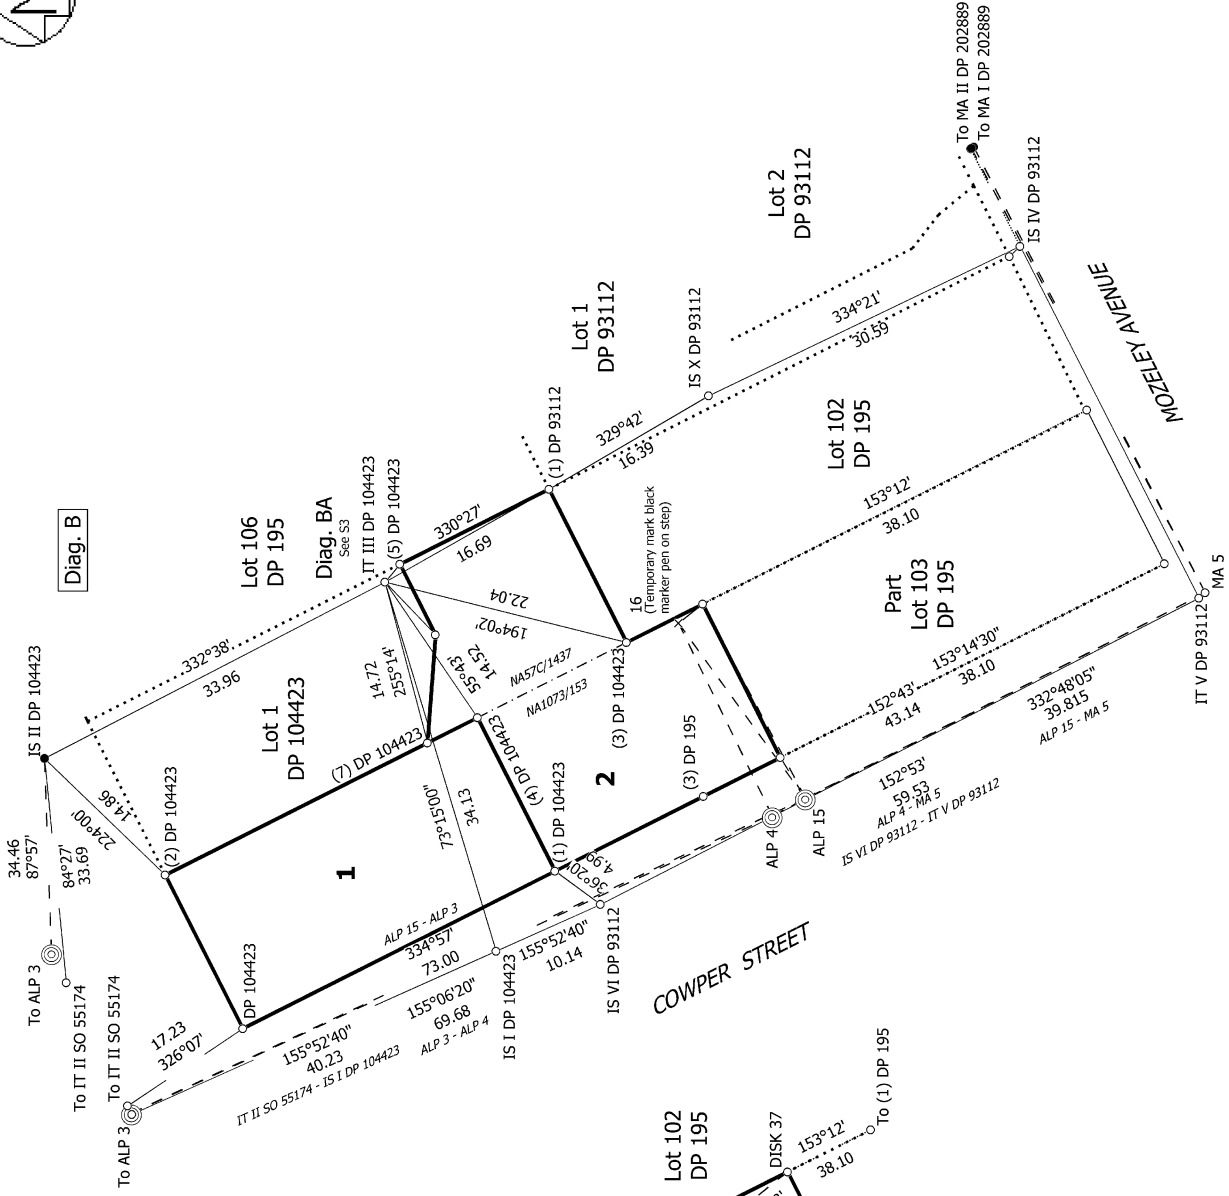 To MA II DP 202889
To MA I DP 202889
IS IV DP 93112
Lot 2
DP 93112
MOZELEY AVENUE
Lot 1
DP 93112
IS X DP 93112
334°21'
30.59
329°42'
16.39
(1) DP 93112
Lot 102
DP 195
153°12'
38.10
Diag. B
Lot 106
DP 195
Diag. BA
See S3
IT III DP 104423
(5) DP 104423
330°27'
16.69
22.04
194°02'
16
(Temporary mark black
marker pen on step)
Part
Lot 103
DP 195
153°14'30"
38.10
152°43'
43.14
332°48'05"
39.815
ALP 15 - MA 5
MA 5
IT V DP 93112
IS II DP 104423
332°38'
33.96
Lot 1
DP 104423
14.72
255°14'
55°43'
14.52
NA57C/1437
NA1073/153
(3) DP 104423
(7) DP 104423
(4) DP 104423
(2) DP 104423
14.86
224°00'
34.46
87°57'
84°27'
33.69
1
2
73°15'00"
34.13
(1) DP 104423
(3) DP 195
36°20'
4.99
ALP 4
ALP 15
152°53'
59.53
ALP 4 - MA 5
IS VI DP 93112 - IT V DP 93112
ALP 15 - ALP 3
334°57'
73.00
155°06'20"
69.68
ALP 3 - ALP 4
155°52'40"
10.14
IS I DP 104423
IS VI DP 93112
COWPER STREET
DP 104423
To ALP 3
To IT II SO 55174
To IT II SO 55174
17.23
326°07'
155°52'40"
40.23
IT II SO 55174 - IS I DP 104423
To ALP 3
Lot 102
DP 195
DISK 37
153°12'
38.10
To (1) DP 195